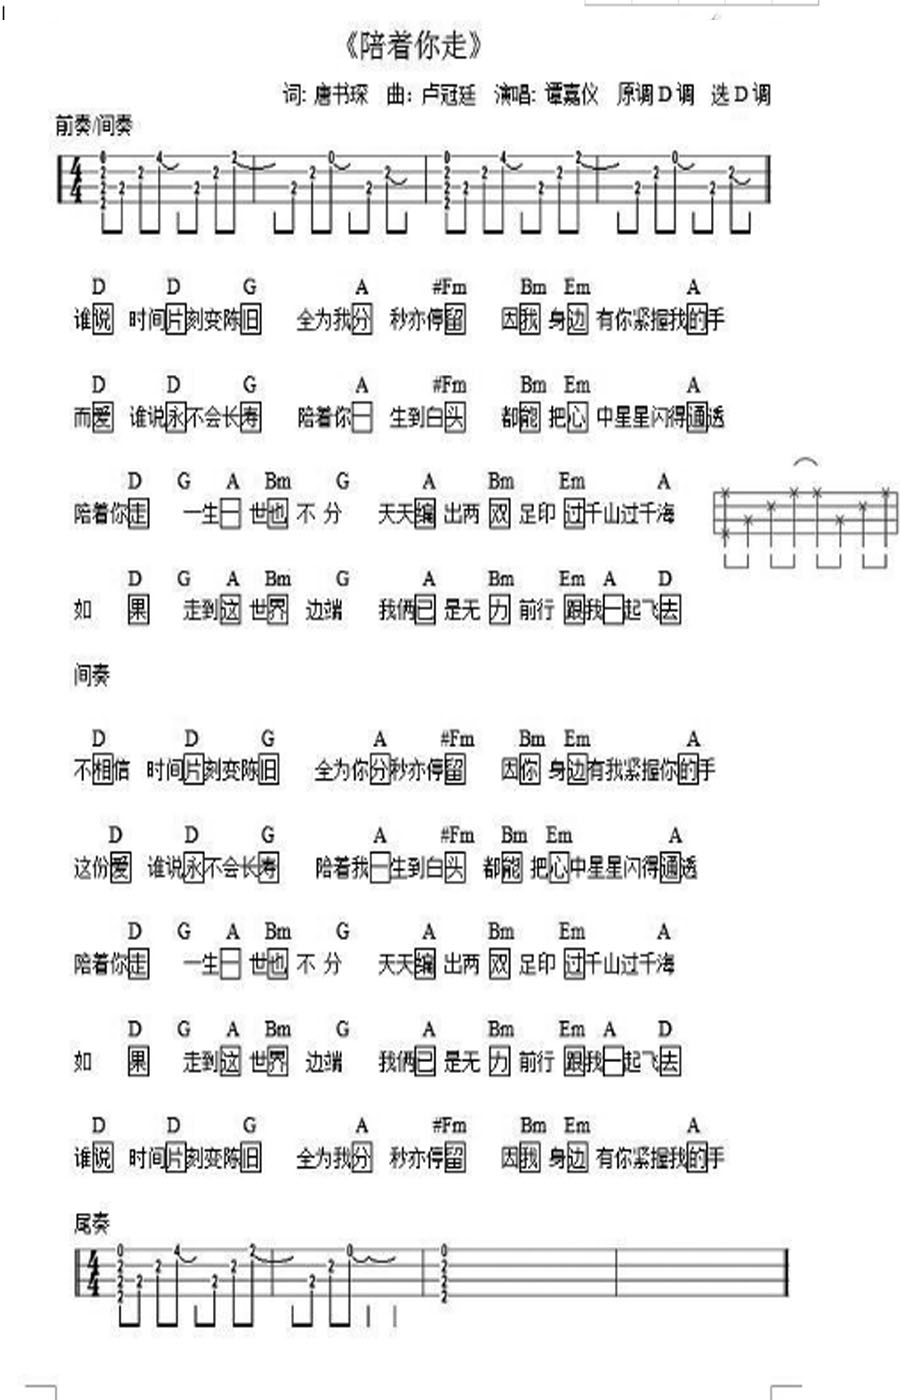 《陪着你走》
词: 唐书琛 曲: 卢冠廷 演唱: 谭嘉仪 原调 D 调 选 D 调
前奏/间奏
D D G A #Fm Bm Em A
谁说 时间片刻变陈旧 全为我分 秒亦停留 因我 身边 有你紧握我的手
D D G A #Fm Bm Em A
而爱 谁说永不会长寿 陪着你一 生到白头 都能 把心 中星星闪得通透
D G A Bm G A Bm Em A
陪着你走 一生一 世也 不 分 天天编 出两 双 足印 过千山过千海
D G A Bm G A Bm Em A D
如 果 走到这 世界 边端 我俩已 是无 力 前行 跟我一起飞去
间奏
D D G A #Fm Bm Em A
不相信 时间片刻变陈旧 全为你分秒亦停留 因你 身边有我紧握你的手
D D G A #Fm Bm Em A
这份爱 谁说永不会长寿 陪着我一生到白头 都能 把心中星星闪得通透
D G A Bm G A Bm Em A
陪着你走 一生一 世也 不 分 天天编 出两 双 足印 过千山过千海
D G A Bm G A Bm Em A D
如 果 走到这 世界 边端 我俩已 是无 力 前行 跟我一起飞去
D D G A #Fm Bm Em A
谁说 时间片刻变陈旧 全为我分 秒亦停留 因我 身边 有你紧握我的手
尾奏